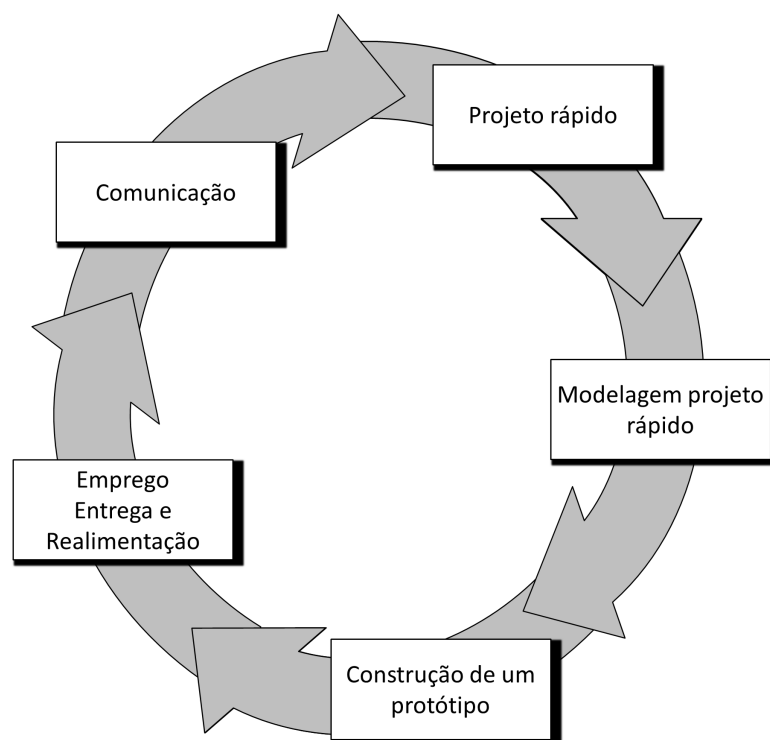 Projeto rápido
Comunicação
Modelagem projeto
rápido
Emprego
Entrega e
Realimentação
Construção de um
protótipo